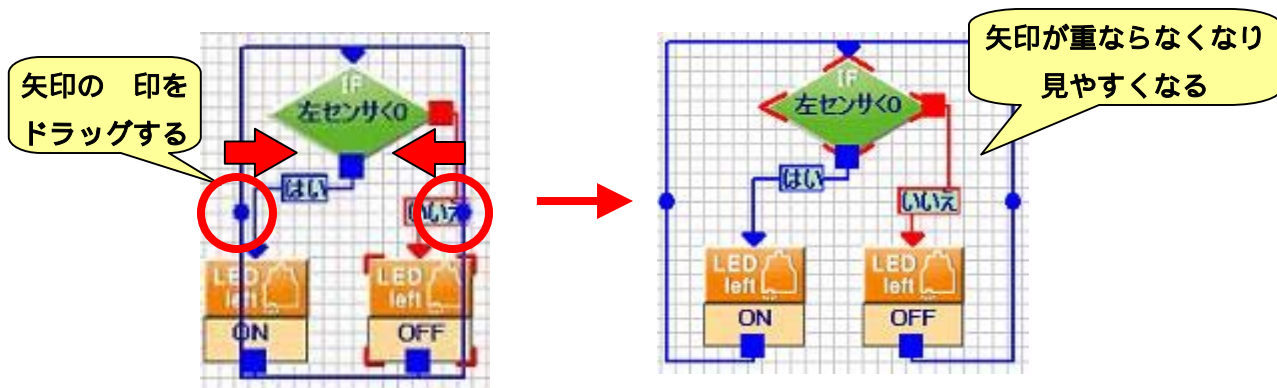 矢印の　印を
ドラッグする
IF
左センサ<0
はい
いいえ
LED
left
ON
LED
left
OFF
IF
左センサ<0
はい
いいえ
LED
left
ON
LED
left
OFF
矢印が重ならなくなり
見やすくなる